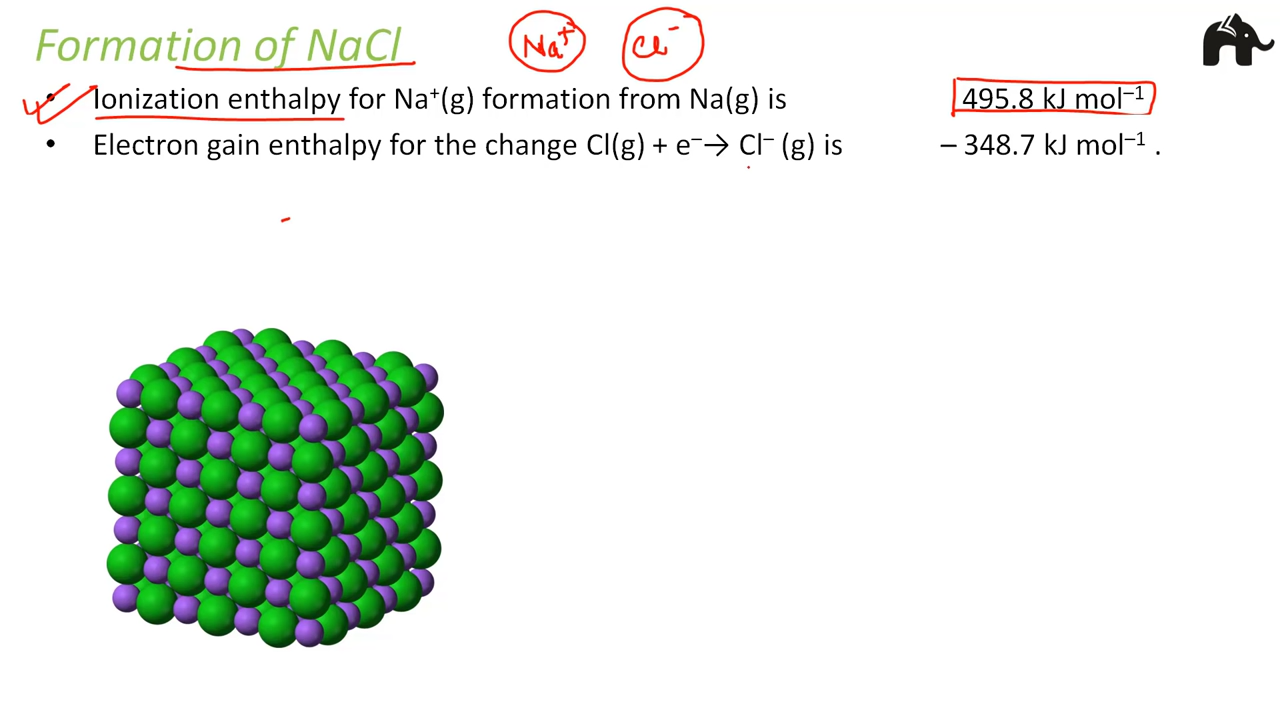 Formation of NaCl
Na⁺ Cl⁻
• Ionization enthalpy for Na⁺(g) formation from Na(g) is 495.8 kJ mol⁻¹
• Electron gain enthalpy for the change Cl(g) + e⁻→ Cl⁻ (g) is – 348.7 kJ mol⁻¹ .